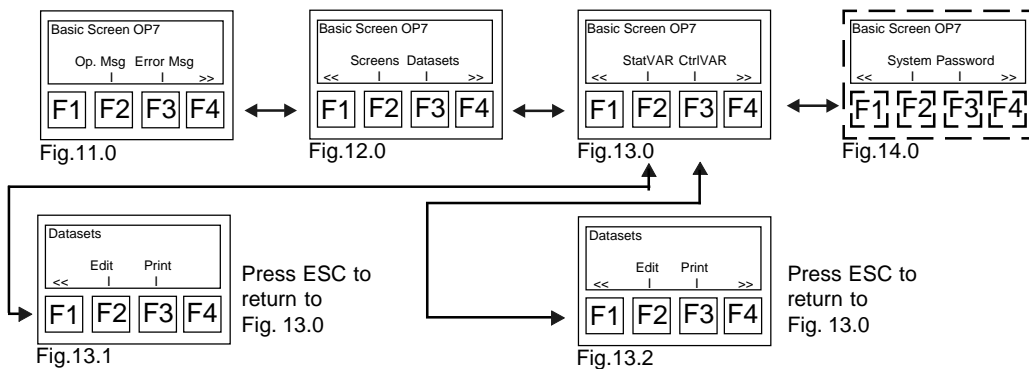 Basic Screen OP7
Op. Msg Error Msg
>>
F1 F2 F3 F4
Fig.11.0
Basic Screen OP7
Screens Datasets
<< >>
F1 F2 F3 F4
Fig.12.0
Basic Screen OP7
StatVAR CtrlVAR
<< >>
F1 F2 F3 F4
Fig.13.0
Basic Screen OP7
System Password
<< >>
F1 F2 F3 F4
Fig.14.0
Datasets
Edit Print
<<
F1 F2 F3 F4
Fig.13.1
Press ESC to
return to
Fig. 13.0
Datasets
Edit Print
<< >>
F1 F2 F3 F4
Fig.13.2
Press ESC to
return to
Fig. 13.0